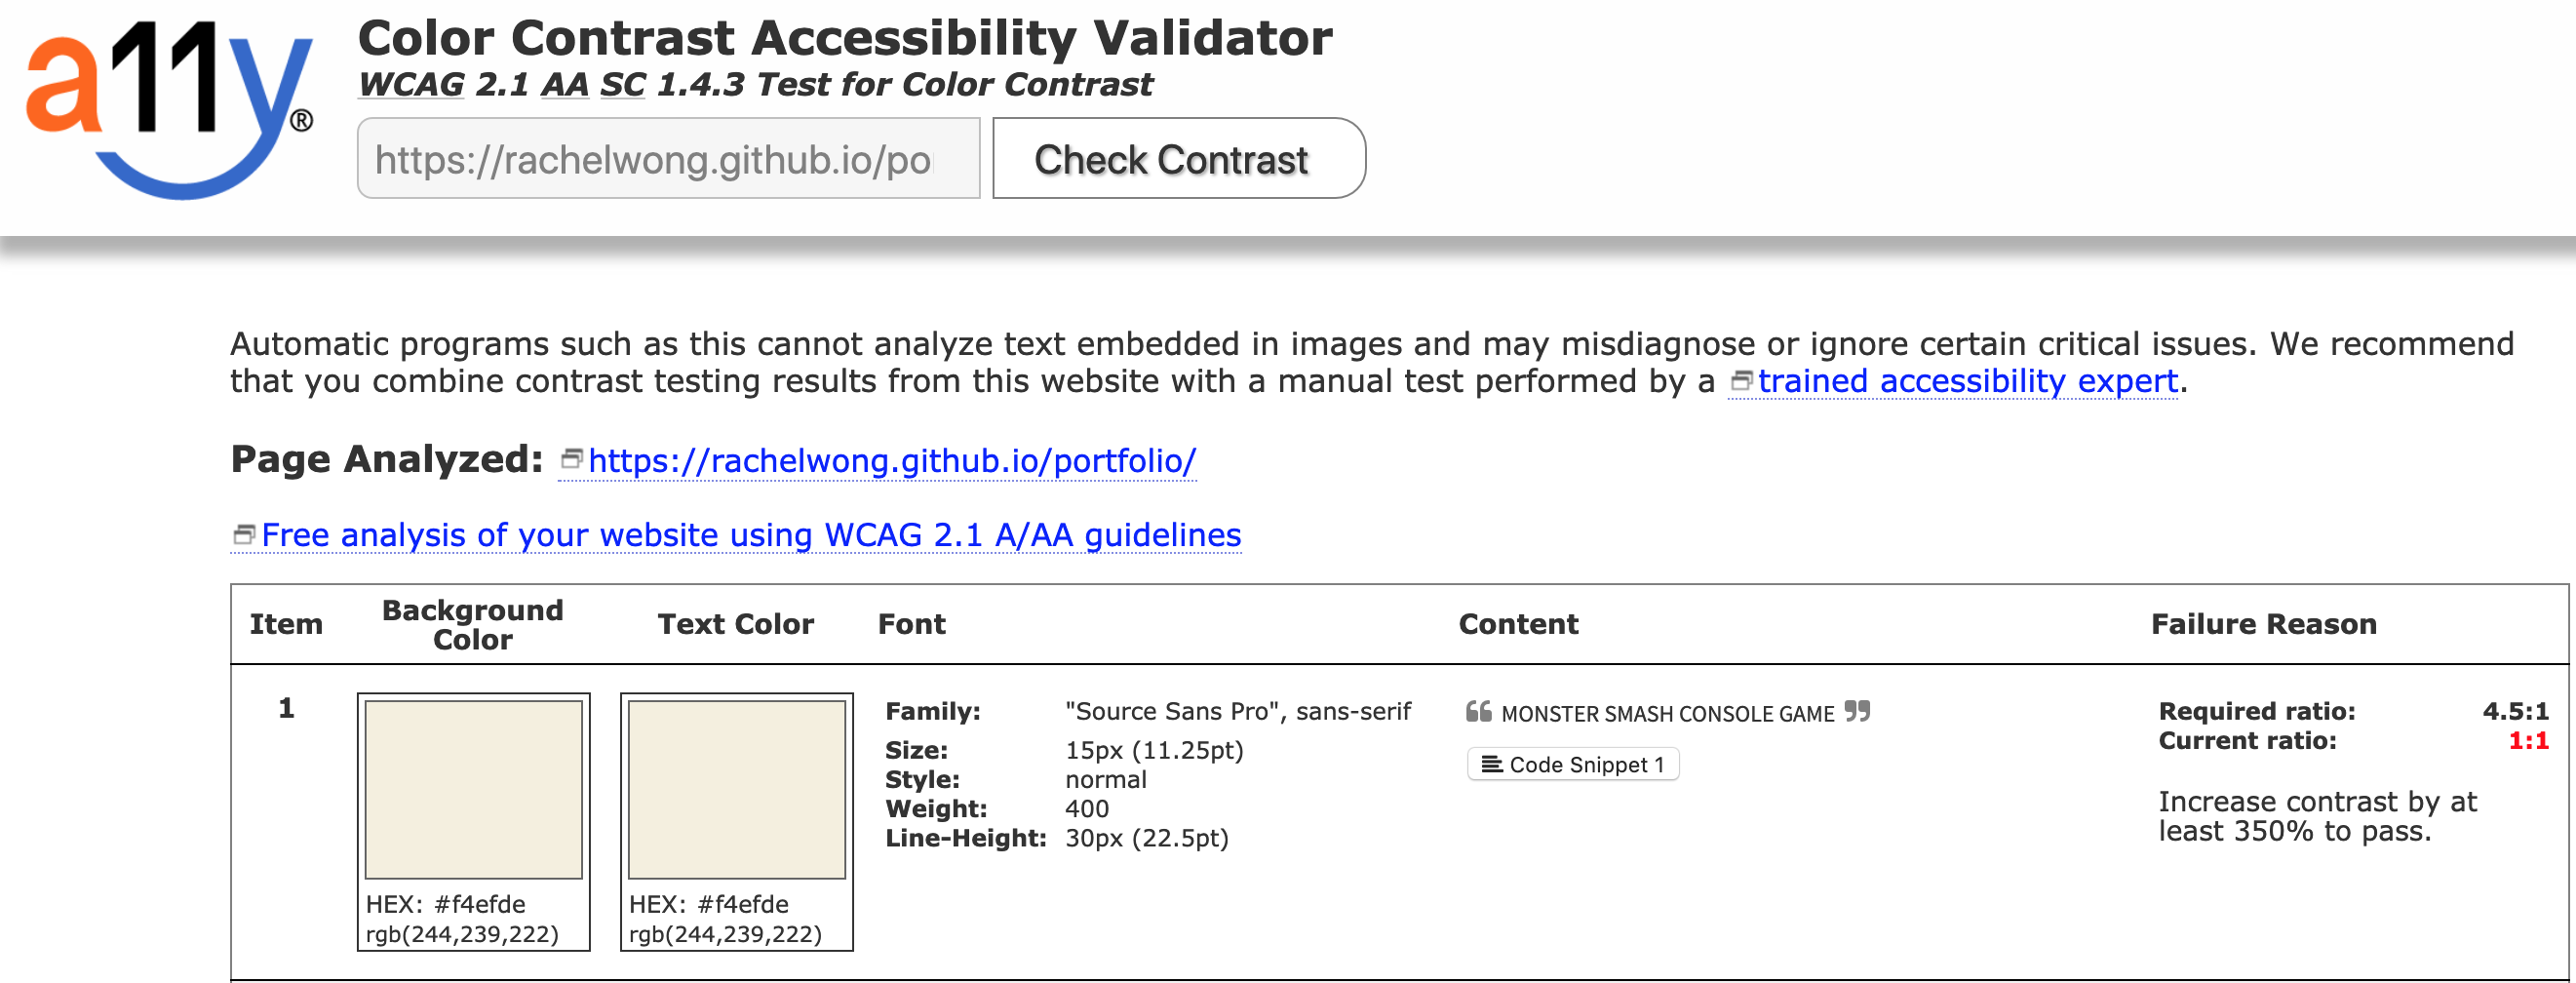 a11y®
Color Contrast Accessibility Validator
WCAG 2.1 AA SC 1.4.3 Test for Color Contrast
https://rachelwong.github.io/po
Check Contrast
Automatic programs such as this cannot analyze text embedded in images and may misdiagnose or ignore certain critical issues. We recommend
that you combine contrast testing results from this website with a manual test performed by a trained accessibility expert.
Page Analyzed: https://rachelwong.github.io/portfolio/
Free analysis of your website using WCAG 2.1 A/AA guidelines
Item Background Color Text Color Font Content Failure Reason
1
HEX: #f4efde
rgb(244,239,222)
HEX: #f4efde
rgb(244,239,222)
Family: "Source Sans Pro", sans-serif
Size: 15px (11.25pt)
Style: normal
Weight: 400
Line-Height: 30px (22.5pt)
❝ MONSTER SMASH CONSOLE GAME ❞
Code Snippet 1
Required ratio: 4.5:1
Current ratio: 1:1
Increase contrast by at
least 350% to pass.